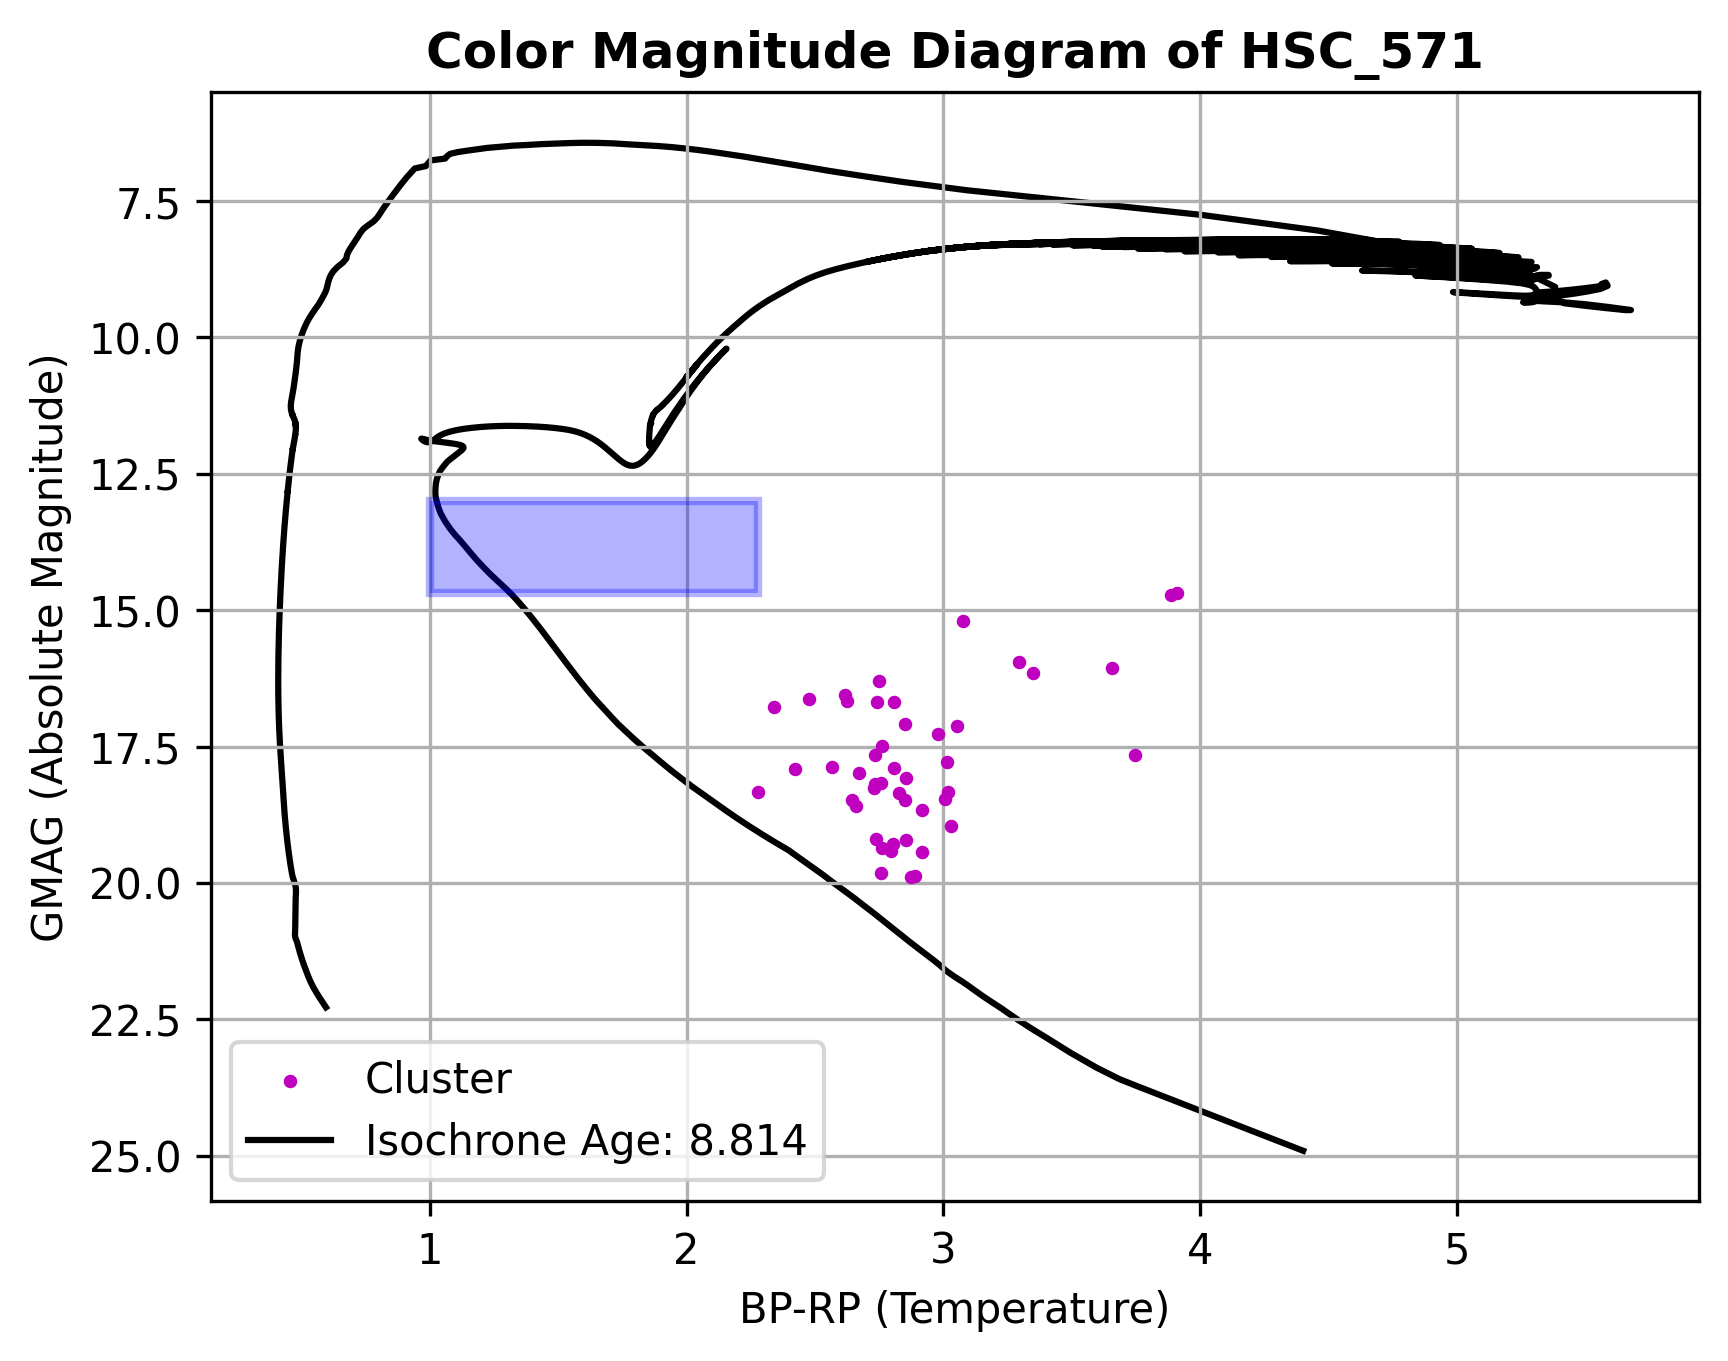 Color Magnitude Diagram of HSC_571
GMAG (Absolute Magnitude)
7.5
10.0
12.5
15.0
17.5
20.0
22.5
25.0
Cluster
Isochrone Age: 8.814
1 2 3 4 5
BP-RP (Temperature)